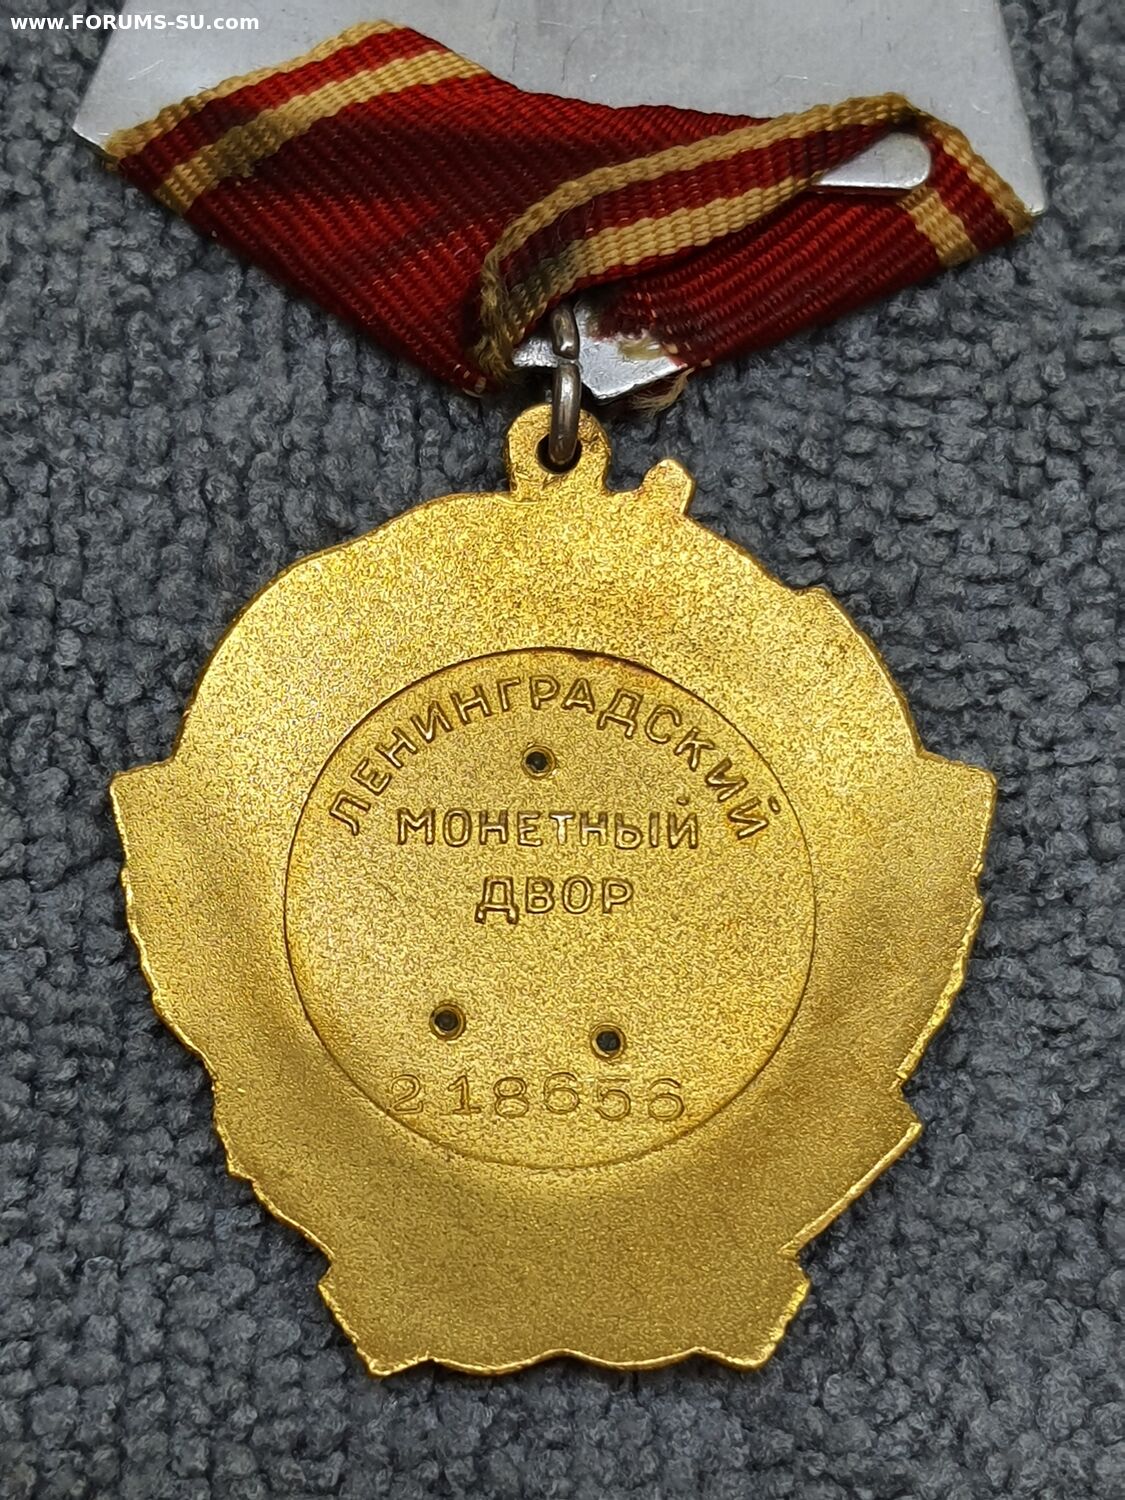 www.FORUMS-SU.com
ЛЕНИНГРАДСКИЙ
МОНЕТНЫЙ
ДВОР
218656